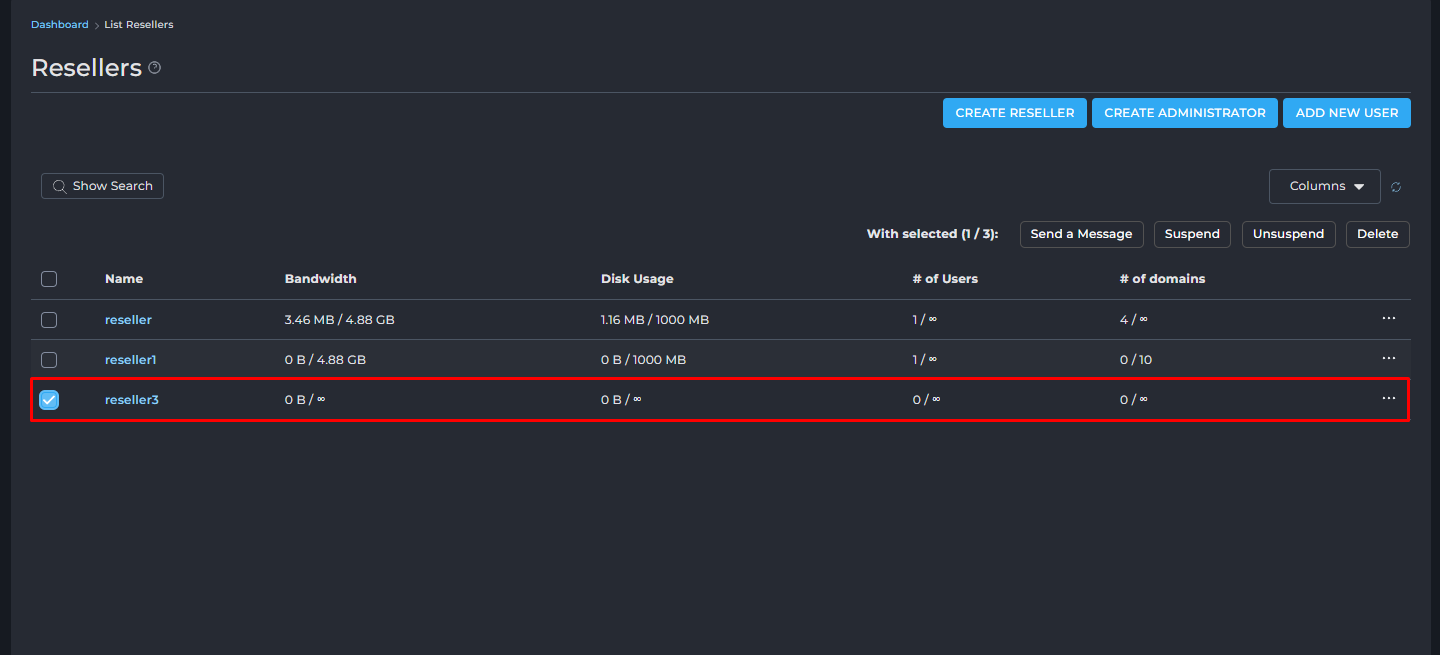 Dashboard > List Resellers
Resellers ?
CREATE RESELLER CREATE ADMINISTRATOR ADD NEW USER
Show Search Columns
With selected (1 / 3): Send a Message Suspend Unsuspend Delete
Name Bandwidth Disk Usage # of Users # of domains
reseller 3.46 MB / 4.88 GB 1.16 MB / 1000 MB 1 / ∞ 4 / ∞ ...
reseller1 0 B / 4.88 GB 0 B / 1000 MB 1 / ∞ 0 / 10 ...
reseller3 0 B / ∞ 0 B / ∞ 0 / ∞ 0 / ∞ ...